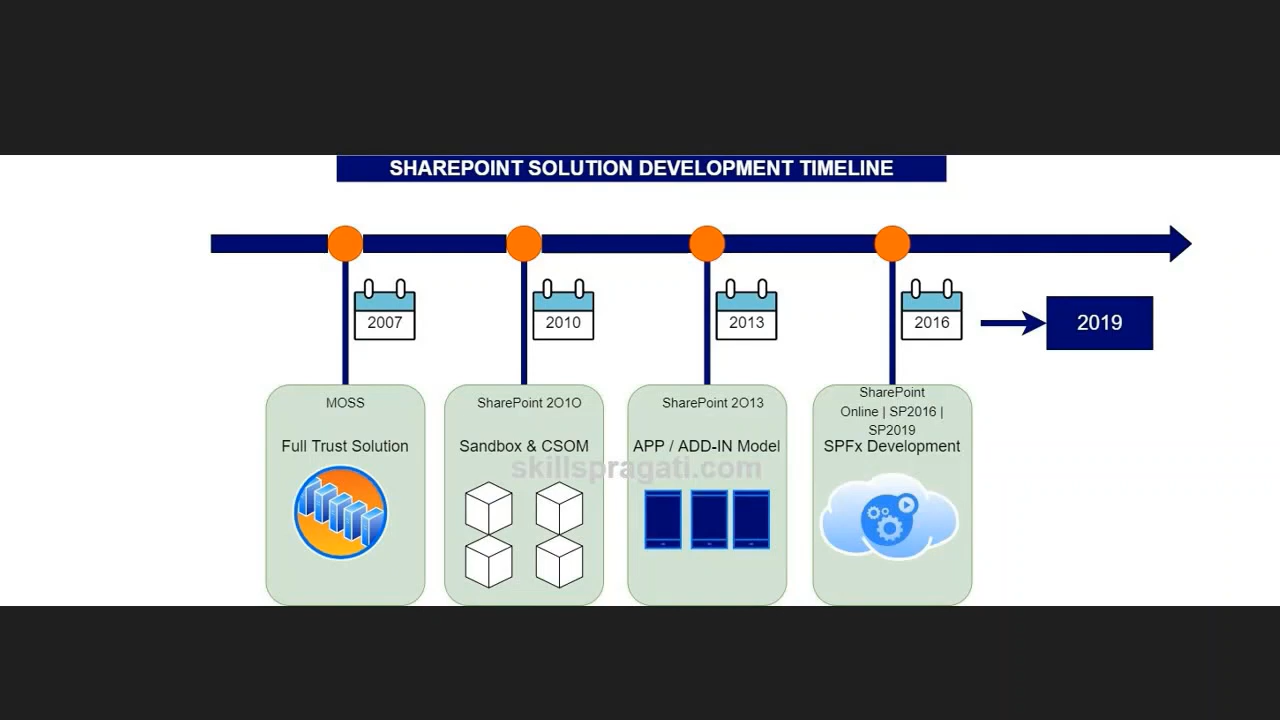 SHAREPOINT SOLUTION DEVELOPMENT TIMELINE
2007
2010
2013
2016
2019
MOSS
Full Trust Solution
SharePoint 2O1O
Sandbox & CSOM
SharePoint 2O13
APP / ADD-IN Model
SharePoint
Online | SP2016 |
SP2019
SPFx Development
skillspragati.com